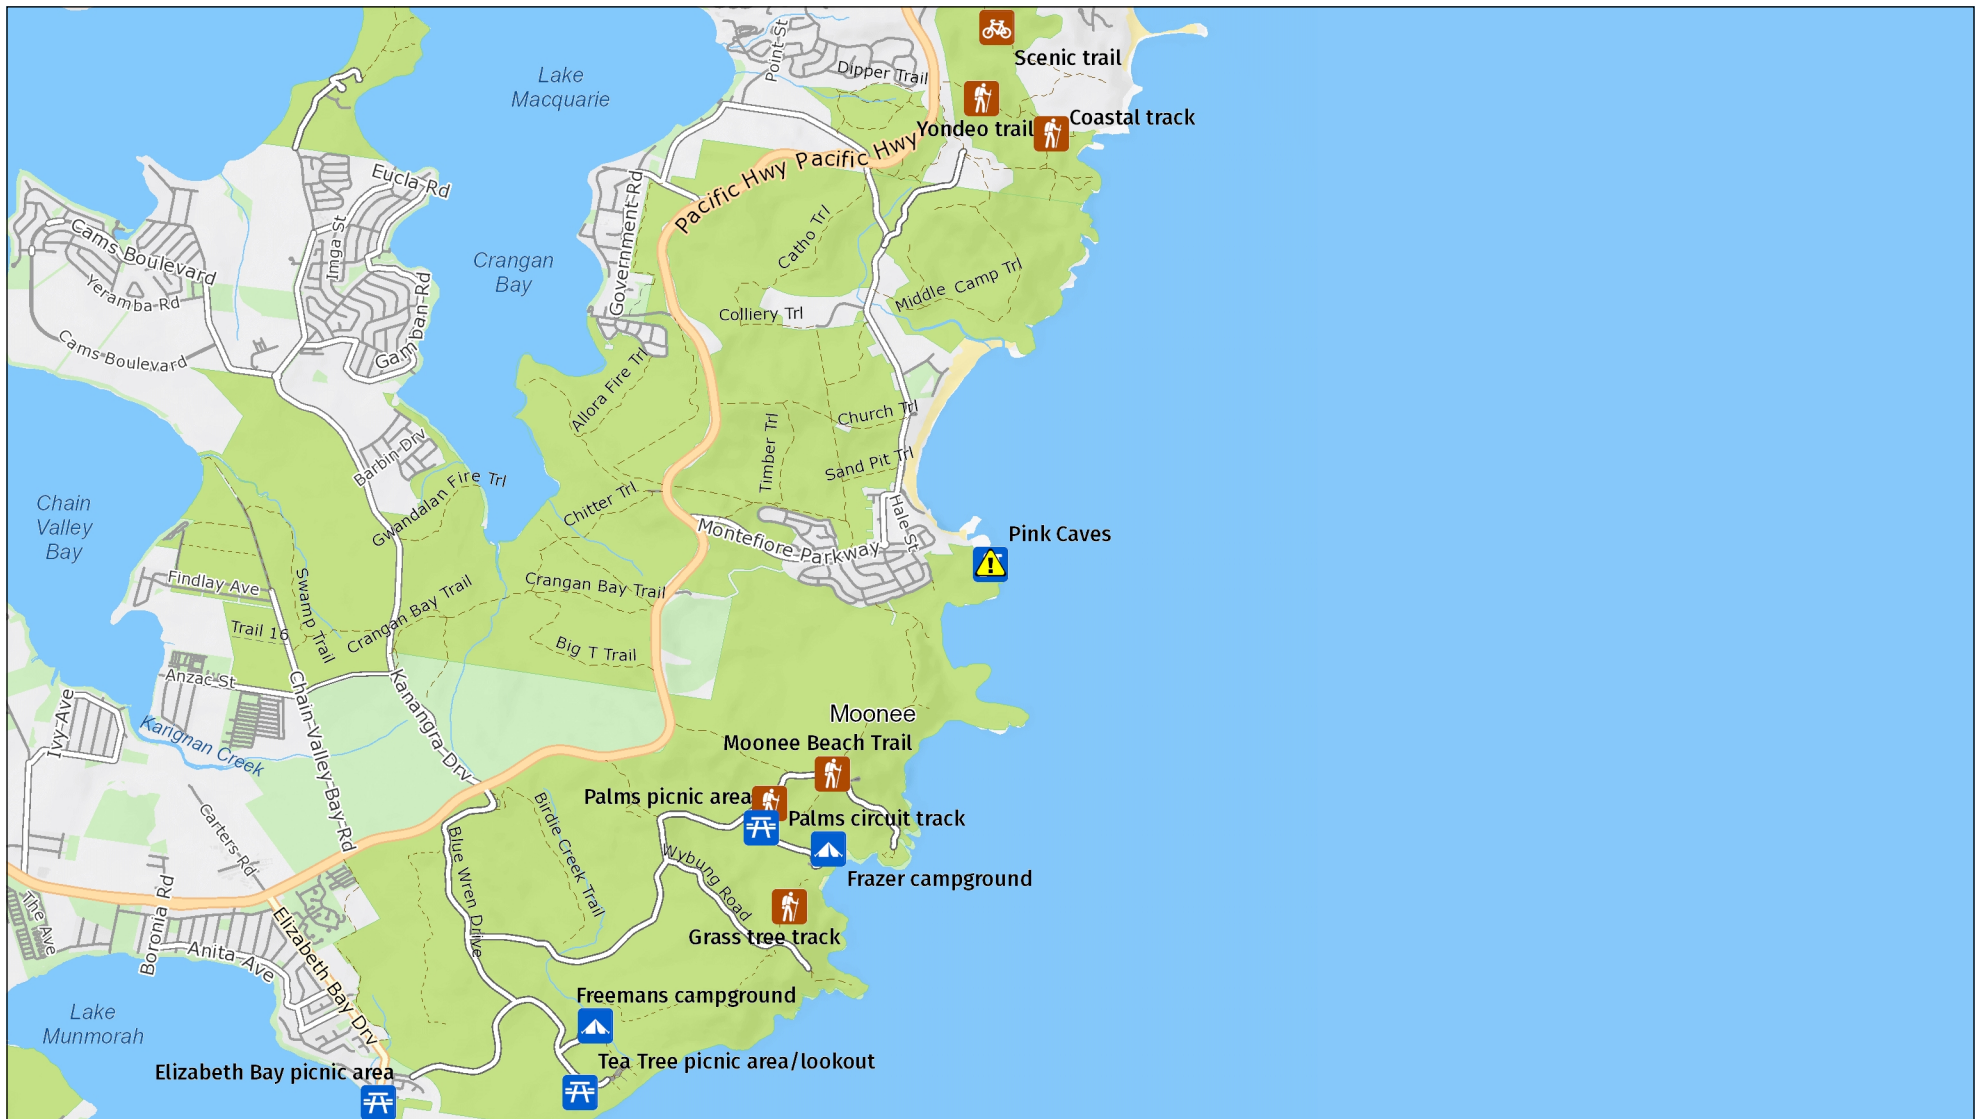 Scenic trail
Point St
Dipper Trail
Lake
Macquarie
Coastal track
Yondeo trail
Pacific Hwy
Pacific Hwy
Eucla Rd
Government Rd
Catho Trl
Imga St
Cams Boulevard
Crangan
Bay
Yeramba Rd
Middle Camp Trl
Gamban Rd
Colliery Trl
Cams Boulevard
Allora Fire Trl
Church Trl
Timber Trl
Barbin Drv
Sand Pit Trl
Gwandalan Fire Trl
Chitter Trl
Chain
Valley
Bay
Hale St
Montefiore Parkway
Pink Caves
Findlay Ave
Swamp Trail
Crangan Bay Trail
Crangan Bay Trail
Trail 16
Big T Trail
Anzac St
Chain Valley Bay Rd
Kanangra Drv
Ivy Ave
Karignan Creek
Moonee
Moonee Beach Trail
Palms picnic area
Palms circuit track
Carters Rd
Birdie Creek Trail
Blue Wren Drive
Wybung Road
Frazer campground
The Ave
Boronia Rd
Anita Ave
Elizabeth Bay Drv
Grass tree track
Freemans campground
Lake
Munmorah
Tea Tree picnic area/lookout
Elizabeth Bay picnic area